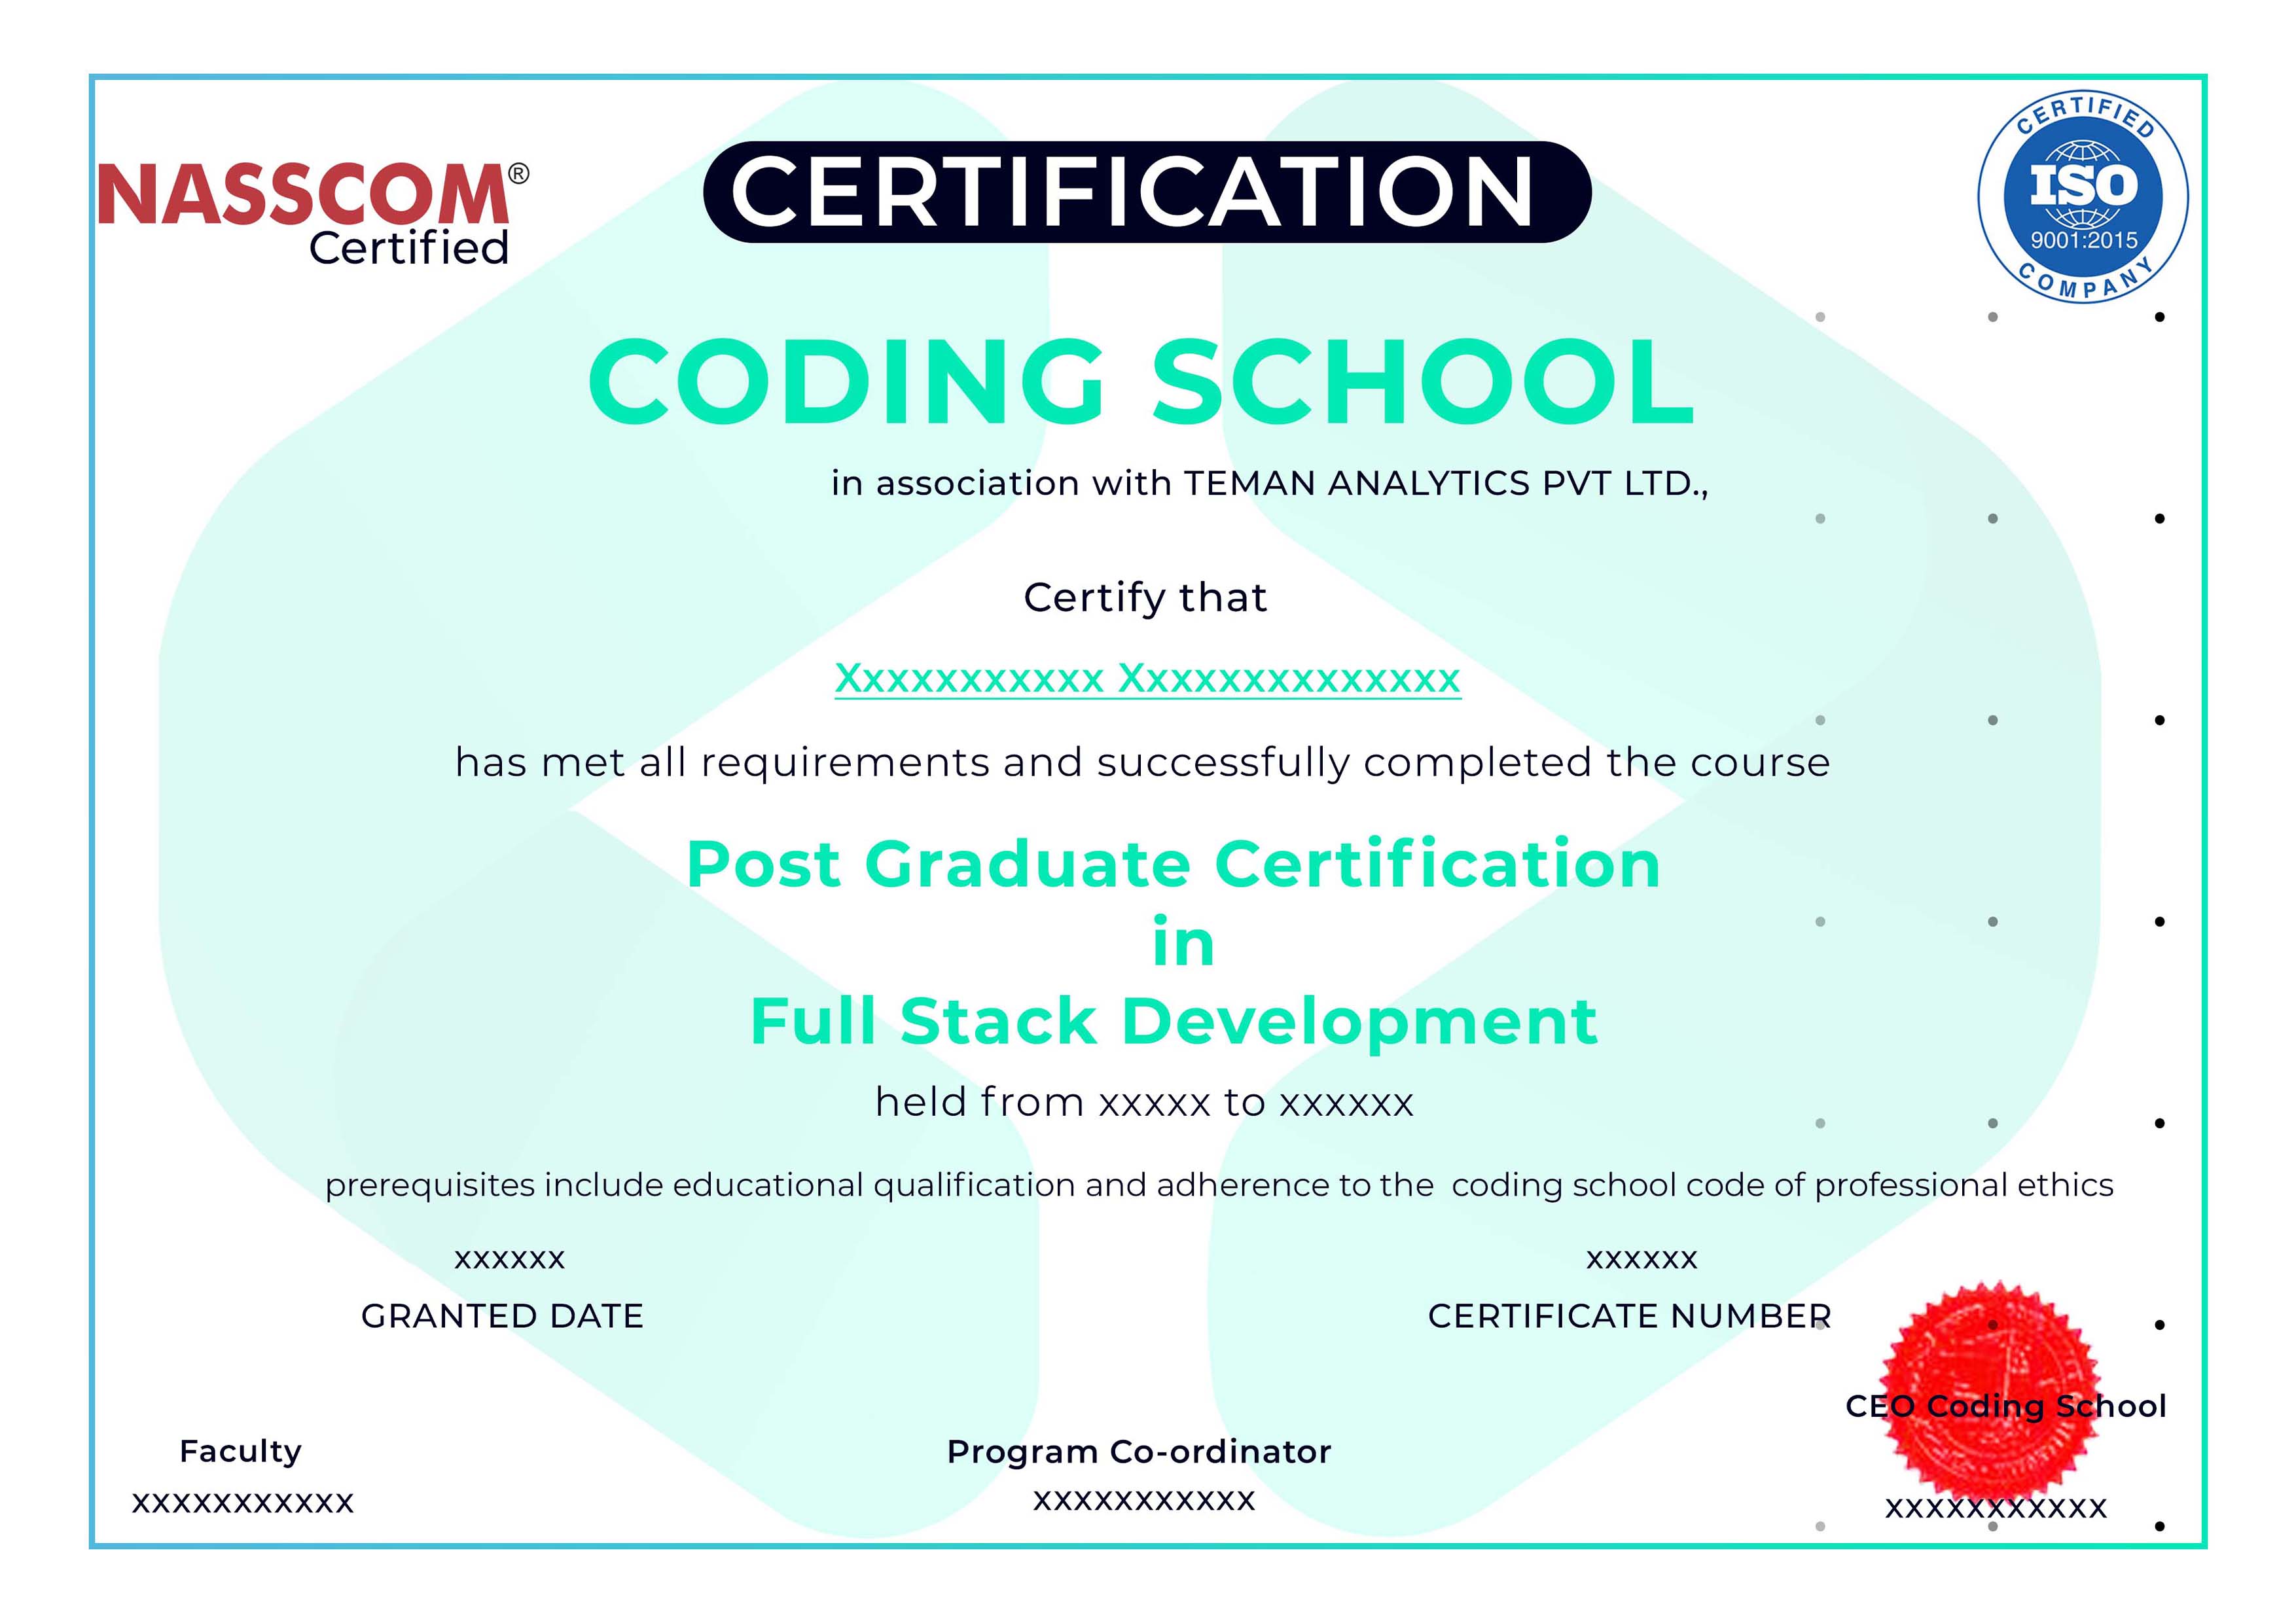 NASSCOM®
Certified
CERTIFICATION
CERTIFIED
ISO
9001:2015
COMPANY
CODING SCHOOL
in association with TEMAN ANALYTICS PVT LTD.,
Certify that
Xxxxxxxxxxx Xxxxxxxxxxxxxx
has met all requirements and successfully completed the course
Post Graduate Certification
in
Full Stack Development
held from xxxxx to xxxxxx
prerequisites include educational qualification and adherence to the coding school code of professional ethics
xxxxxx
GRANTED DATE
xxxxxx
CERTIFICATE NUMBER
Faculty
xxxxxxxxxxx
Program Co-ordinator
xxxxxxxxxxx
CEO Coding School
xxxxxxxxxxx